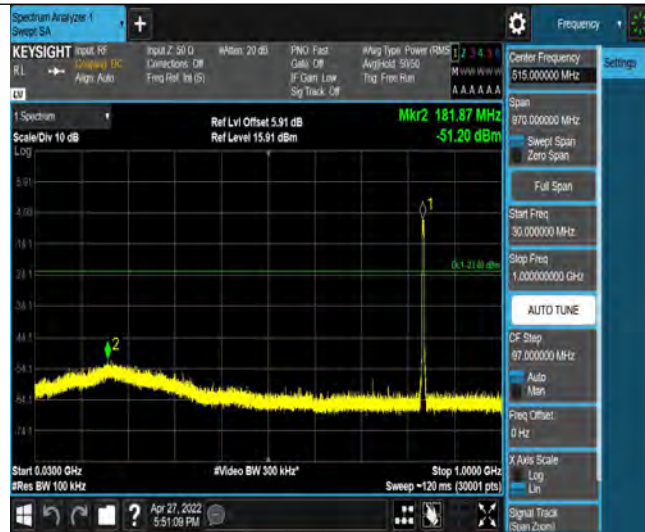 Spectrum Analyzer 1
Swept SA
+
Frequency
KEYSIGHT
RL
Input: RF
Coupling: DC
Align: Auto
Input Z: 50 Ω
Corrections: Off
Freq Ref: Int (S)
#Atten: 20 dB
PNO: Fast
Gate: Off
IF Gain: Low
Sig Track: Off
#Avg Type: Power (RMS
Avg|Hold: 50/50
Trig: Free Run
1 2 3 4 5 6
A A A A A A
LV
1 Spectrum
Scale/Div 10 dB
Log
Ref Lvl Offset 5.91 dB
Ref Level 15.91 dBm
Mkr2 181.87 MHz
-51.20 dBm
5.91
-4.09
-14.1
-24.1
-34.1
-44.1
-54.1
-64.1
-74.1
1
2
Start 0.0300 GHz
#Res BW 100 kHz
#Video BW 300 kHz*
Stop 1.0000 GHz
Sweep ~120 ms (30001 pts)
Apr 27, 2022
5:51:09 PM
?
Settings
Center Frequency
515.000000 MHz
Span
970.000000 MHz
Swept Span
Zero Span
Full Span
Start Freq
30.000000 MHz
Stop Freq
1.000000000 GHz
AUTO TUNE
CF Step
97.000000 MHz
Auto
Man
Freq Offset
0 Hz
X Axis Scale
Log
Lin
Signal Track
(Span Zoom)